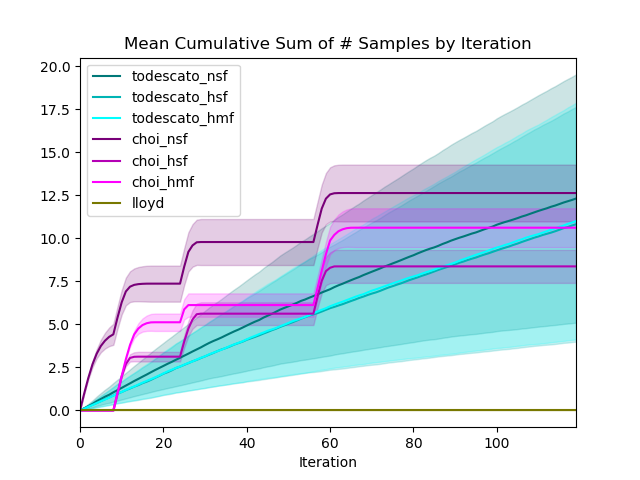 Mean Cumulative Sum of # Samples by Iteration
20.0
17.5
15.0
12.5
10.0
7.5
5.0
2.5
0.0
todescato_nsf
todescato_hsf
todescato_hmf
choi_nsf
choi_hsf
choi_hmf
lloyd
0 20 40 60 80 100
Iteration